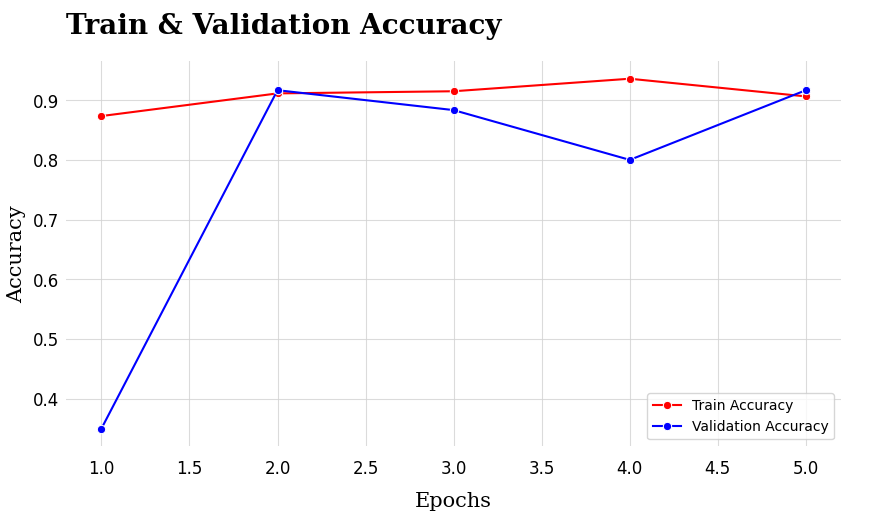 Train & Validation Accuracy
Accuracy
0.9
0.8
0.7
0.6
0.5
0.4
Train Accuracy
Validation Accuracy
1.0 1.5 2.0 2.5 3.0 3.5 4.0 4.5 5.0
Epochs